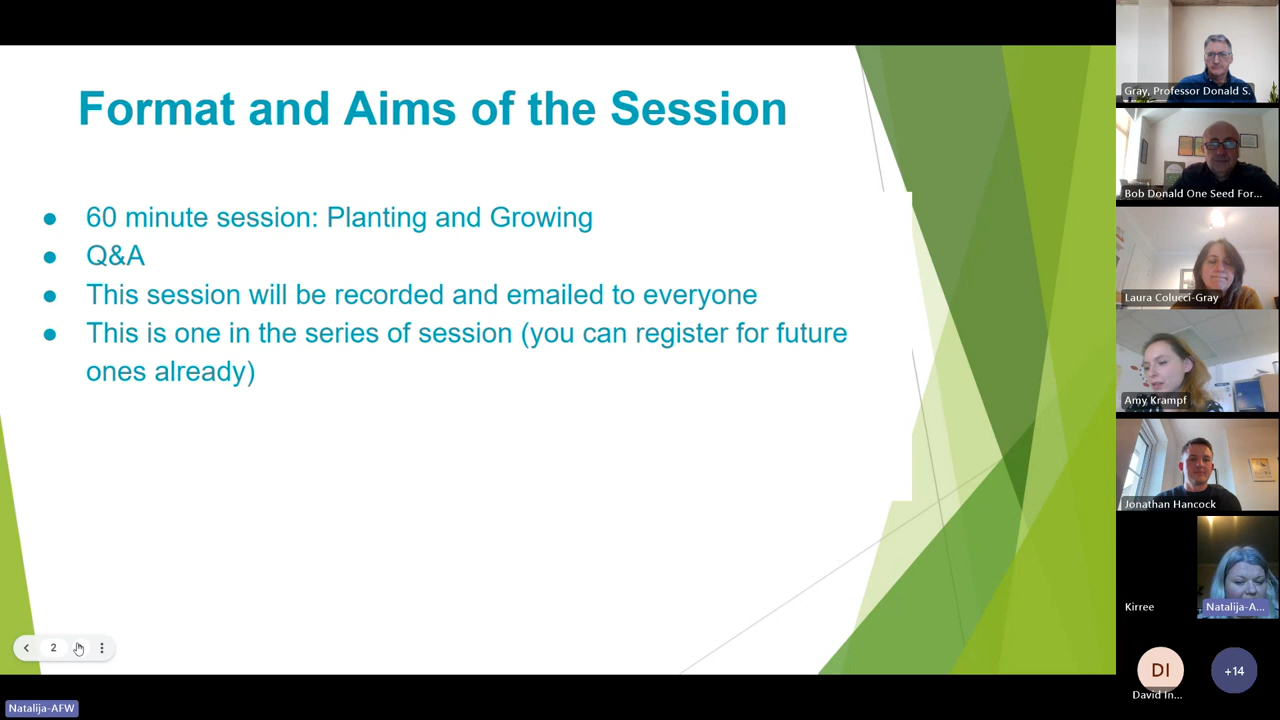 Format and Aims of the Session
● 60 minute session: Planting and Growing
● Q&A
● This session will be recorded and emailed to everyone
● This is one in the series of session (you can register for future
ones already)
2
Natalija-AFW
Gray, Professor Donald S.
Bob Donald One Seed For...
Laura Colucci-Gray
Amy Krampf
Jonathan Hancock
Kirree
Natalija-A...
DI
David In...
+14